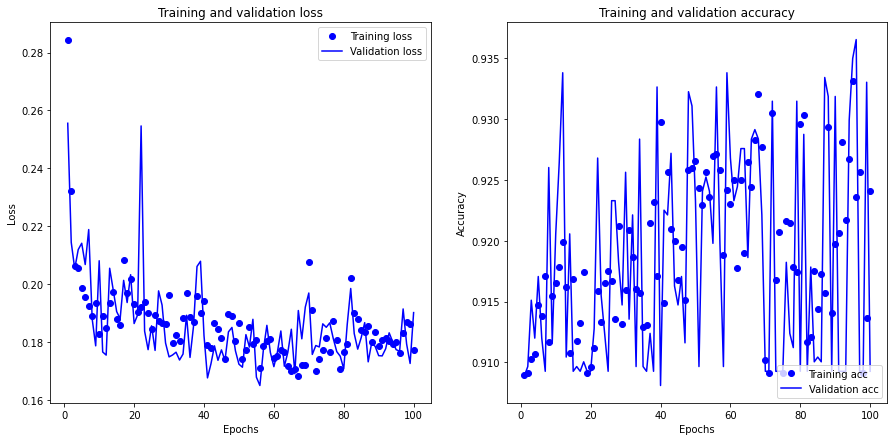 Training and validation loss
Training loss
Validation loss
0.28
0.26
0.24
0.22
0.20
0.18
0.16
Loss
0
20
40
60
80
100
Epochs
Training and validation accuracy
0.935
0.930
0.925
0.920
0.915
0.910
Accuracy
Training acc
Validation acc
0
20
40
60
80
100
Epochs